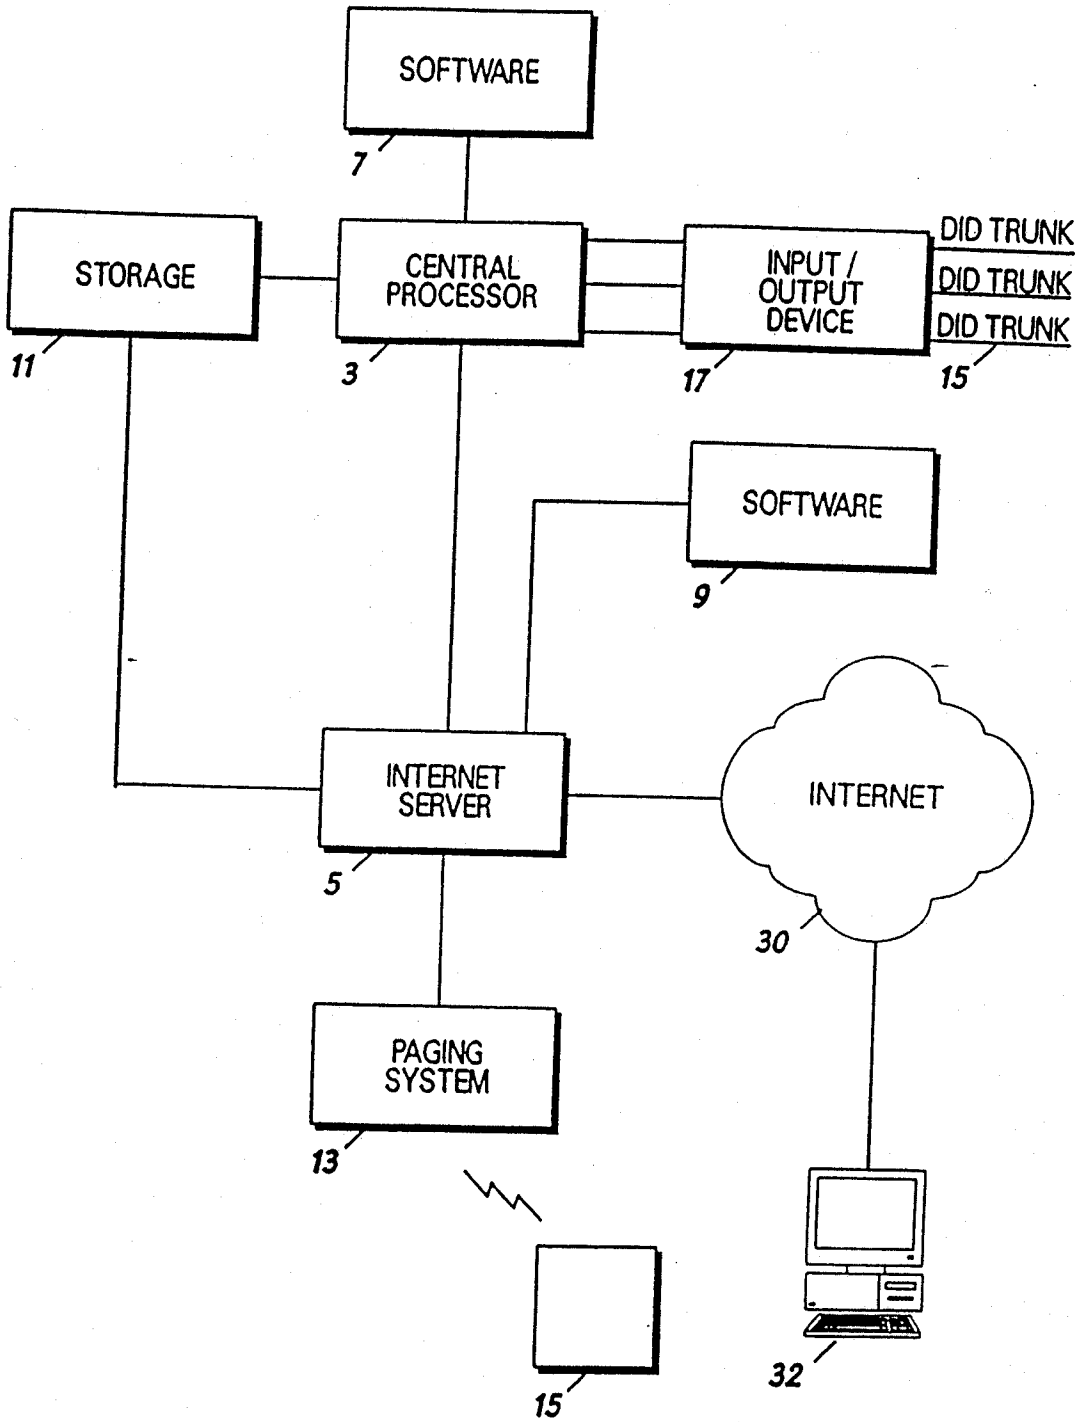 SOFTWARE
7
STORAGE
11
CENTRAL
PROCESSOR
3
INPUT /
OUTPUT
DEVICE
17
DID TRUNK
DID TRUNK
DID TRUNK
15
SOFTWARE
9
INTERNET
SERVER
5
INTERNET
30
PAGING
SYSTEM
13
15
32